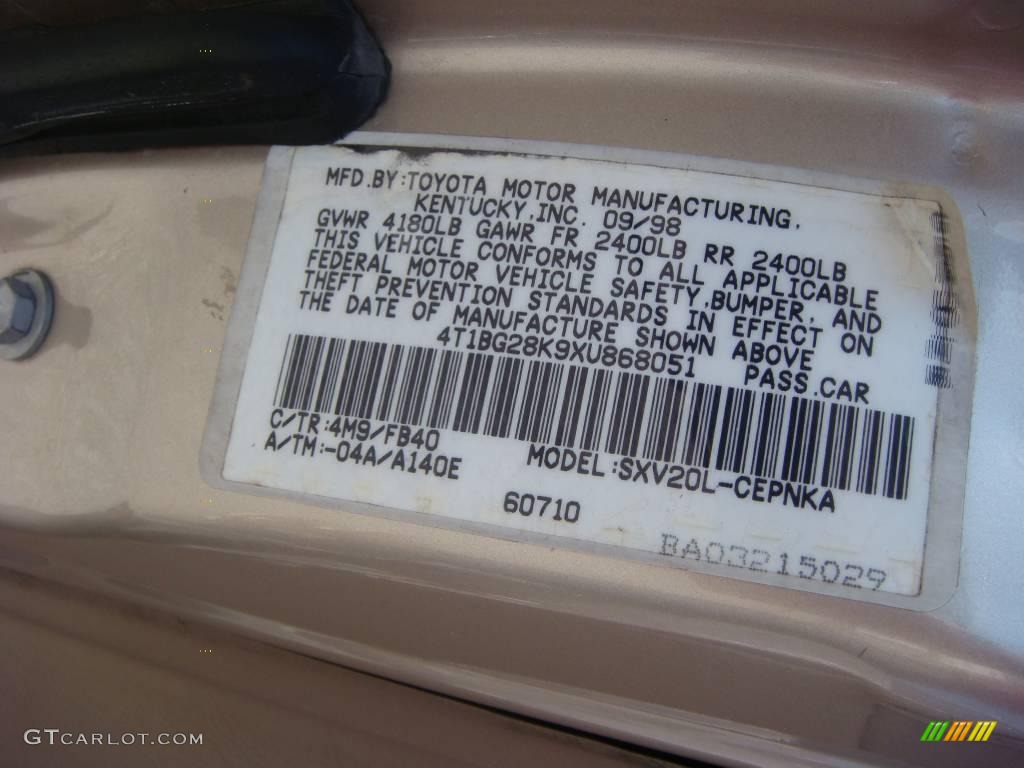 MFD.BY:TOYOTA MOTOR MANUFACTURING,
KENTUCKY,INC. 09/98
GVWR 4180LB GAWR FR 2400LB RR 2400LB
THIS VEHICLE CONFORMS TO ALL APPLICABLE
FEDERAL MOTOR VEHICLE SAFETY,BUMPER, AND
THEFT PREVENTION STANDARDS IN EFFECT ON
THE DATE OF MANUFACTURE SHOWN ABOVE
4T1BG28K9XU868051 PASS.CAR
C/TR:4M9/FB40
A/TM:-04A/A140E MODEL:SXV20L-CEPNKA
60710
BA03215029
GTCARLOT.COM